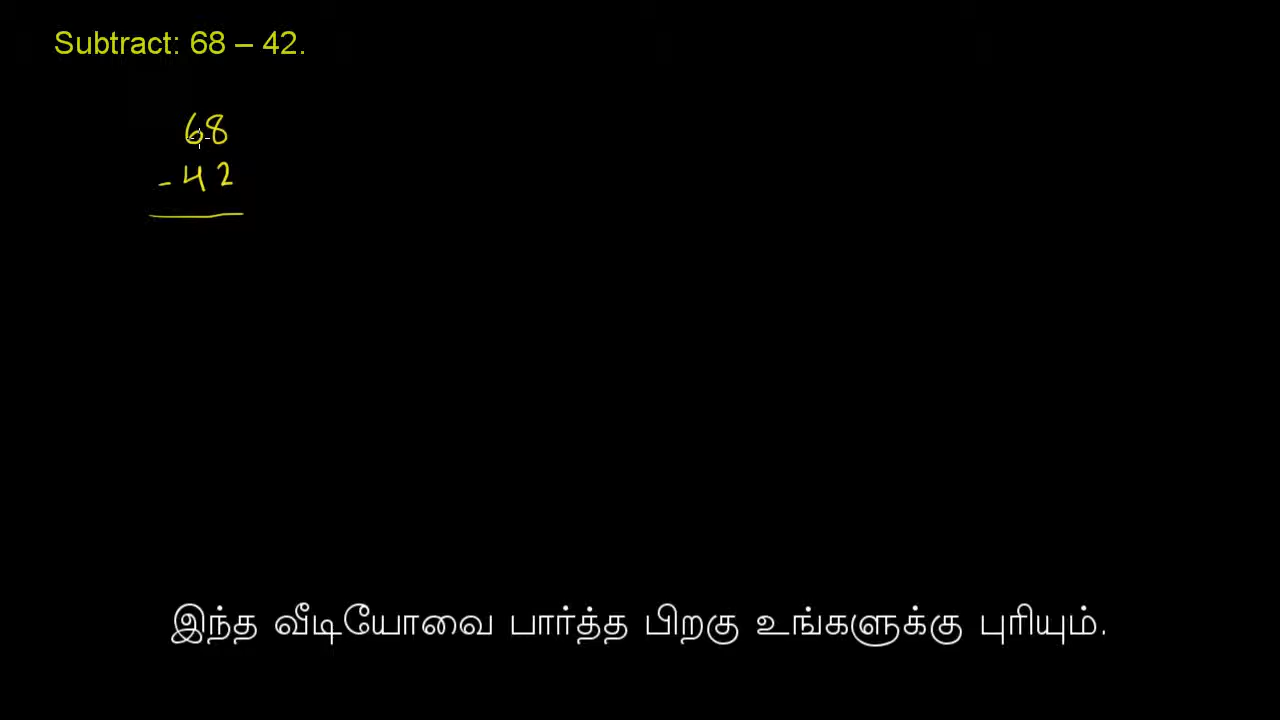 Subtract: 68 – 42.
68
- 42
இந்த வீடியோவை பார்த்த பிறகு உங்களுக்கு புரியும்.